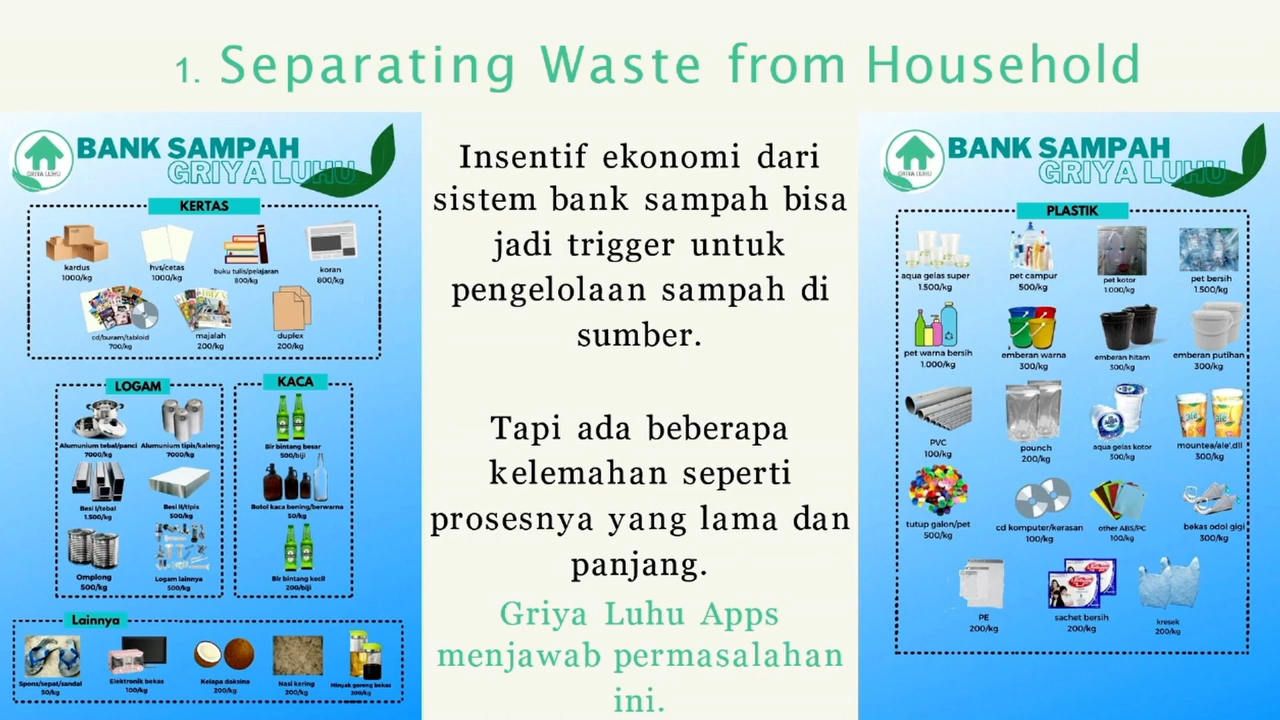 1. Separating Waste from Household
BANK SAMPAH
GRIYA LUHU
GRIYA LUHU
KERTAS
kardus
1000/kg
hvs/cetas
1000/kg
buku tulis/pelajaran
800/kg
koran
800/kg
cd/buram/tabloid
700/kg
majalah
200/kg
duplex
200/kg
LOGAM
Alumunium tebal/panci
7000/kg
Alumunium tipis/kaleng
7000/kg
Besi I/tebal
1.500/kg
Besi II/tipis
500/kg
Omplong
500/kg
Logam lainnya
500/kg
KACA
Bir bintang besar
500/biji
Botol kaca bening/berwarna
50/kg
Bir bintang kecil
200/biji
Lainnya
Spons/sepat/sandal
50/kg
Elektronik bekas
100/kg
Kelapa daksina
200/kg
Nasi kering
200/kg
Minyak goreng bekas
200/kg
Insentif ekonomi dari
sistem bank sampah bisa
jadi trigger untuk
pengelolaan sampah di
sumber.
Tapi ada beberapa
kelemahan seperti
prosesnya yang lama dan
panjang.
Griya Luhu Apps
menjawab permasalahan
ini.
BANK SAMPAH
GRIYA LUHU
GRIYA LUHU
PLASTIK
aqua gelas super
1.500/kg
pet campur
500/kg
pet kotor
1.000/kg
pet bersih
1.500/kg
pet warna bersih
1.000/kg
emberan warna
300/kg
emberan hitam
300/kg
emberan putihan
300/kg
PVC
100/kg
pounch
200/kg
aqua gelas kotor
300/kg
mountea/ale',dll
300/kg
tutup galon/pet
500/kg
cd komputer/kerasan
100/kg
other ABS/PC
100/kg
bekas odol gigi
300/kg
PE
200/kg
sachet bersih
200/kg
kresek
200/kg